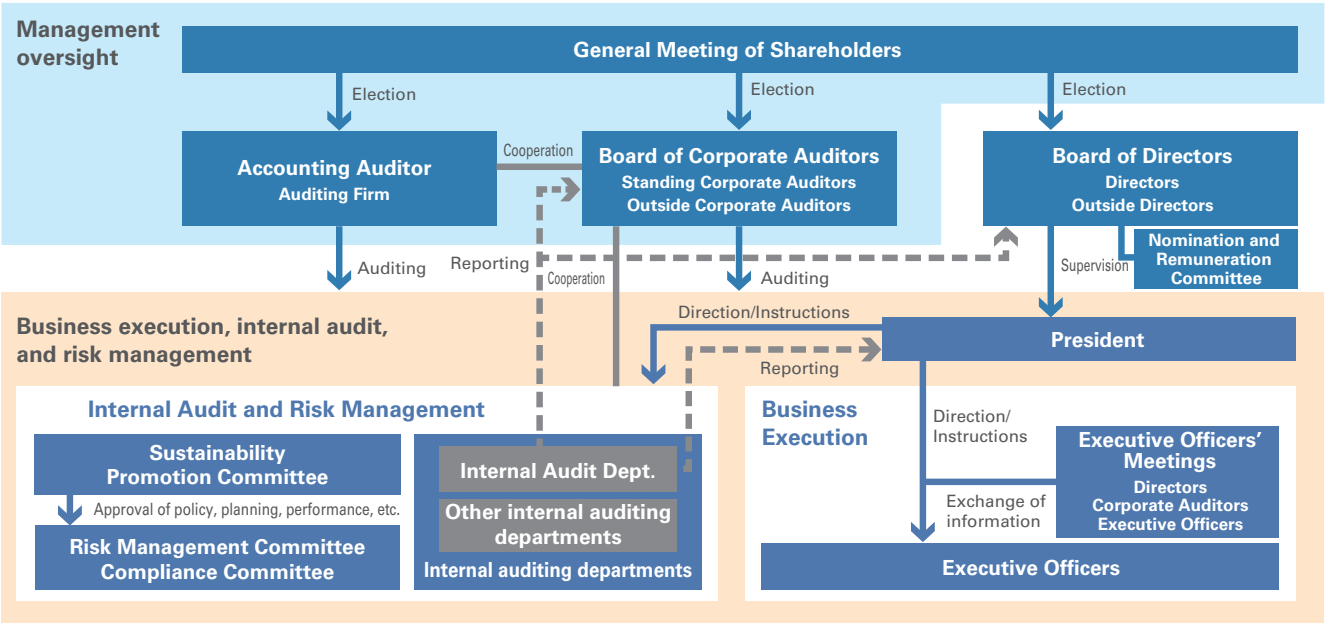 Management
oversight
General Meeting of Shareholders
Election
Election
Election
Accounting Auditor
Auditing Firm
Cooperation
Board of Corporate Auditors
Standing Corporate Auditors
Outside Corporate Auditors
Board of Directors
Directors
Outside Directors
Nomination and
Remuneration
Committee
Auditing
Reporting
Cooperation
Auditing
Supervision
Business execution, internal audit,
and risk management
Direction/Instructions
President
Reporting
Internal Audit and Risk Management
Sustainability
Promotion Committee
Approval of policy, planning, performance, etc.
Risk Management Committee
Compliance Committee
Internal Audit Dept.
Other internal auditing
departments
Internal auditing departments
Business
Execution
Direction/
Instructions
Executive Officers’
Meetings
Directors
Corporate Auditors
Executive Officers
Exchange of
information
Executive Officers